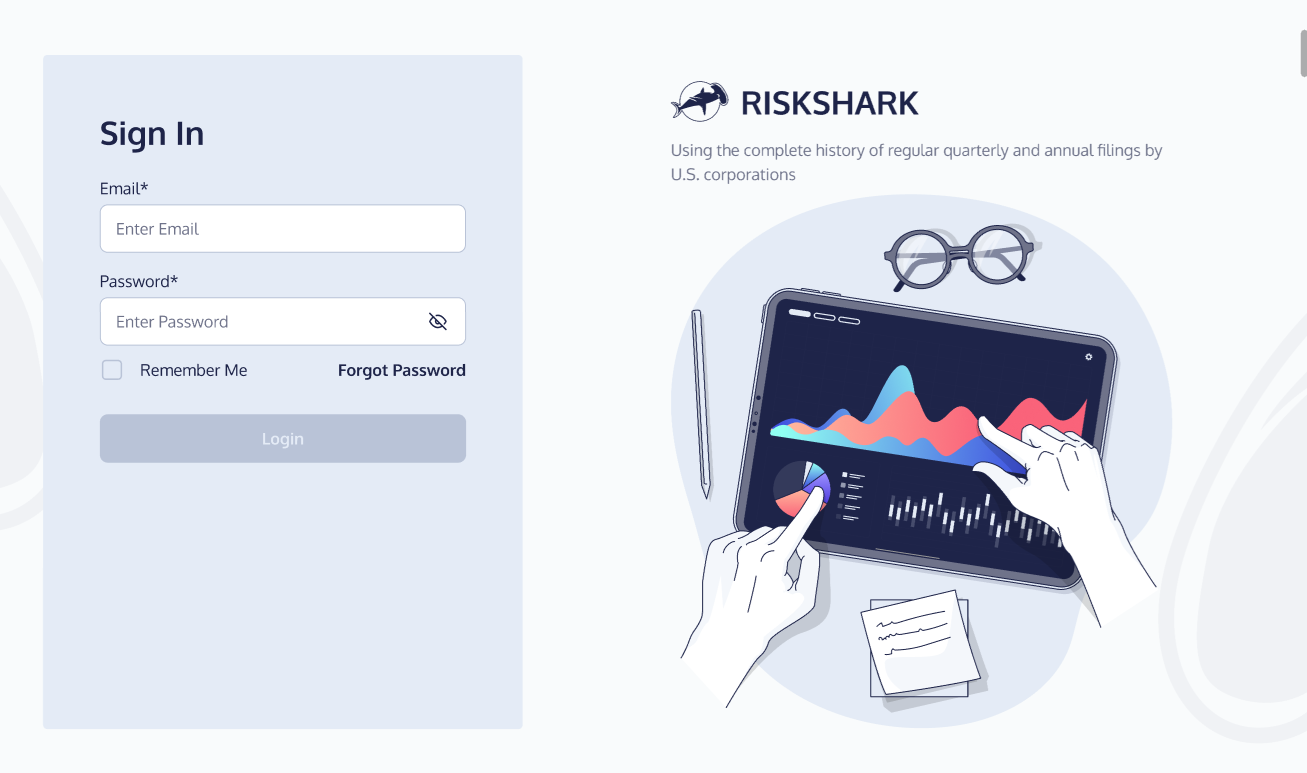 Sign In
Email*
Enter Email
Password*
Enter Password
Remember Me
Forgot Password
Login
RISKSHARK
Using the complete history of regular quarterly and annual filings by
U.S. corporations